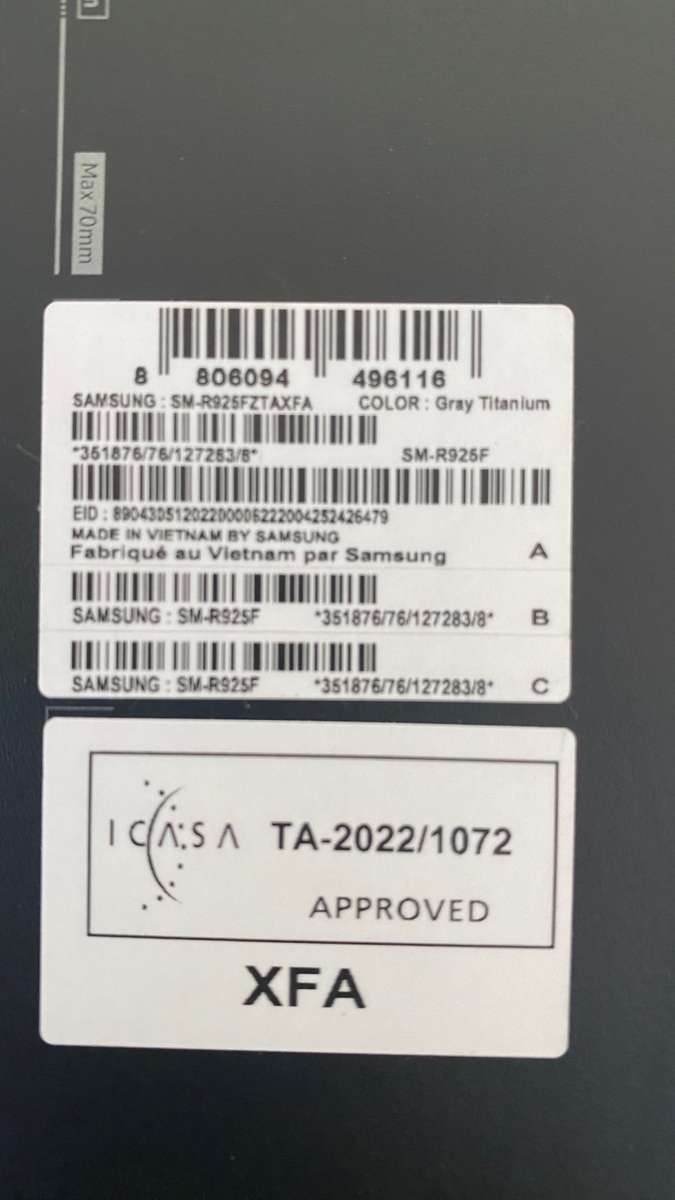 Max 70mm
8 806094 496116
SAMSUNG : SM-R925FZTAXFA COLOR : Gray Titanium
*351876/76/127283/8* SM-R925F
EID : 89043051202200006222004252426479
MADE IN VIETNAM BY SAMSUNG
Fabriqué au Vietnam par Samsung A
SAMSUNG : SM-R925F *351876/76/127283/8* B
SAMSUNG : SM-R925F *351876/76/127283/8* C
ICASA TA-2022/1072
APPROVED
XFA